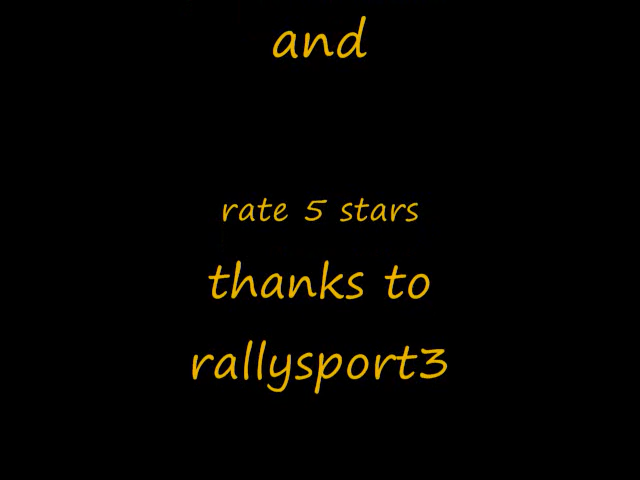 and
rate 5 stars
thanks to
rallysport3